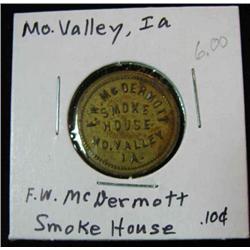 Mo. Valley, Ia
6.00
F.W. McDERMOTT
SMOKE
HOUSE
MO. VALLEY
IA.
F.W. McDermott
Smoke House .10¢